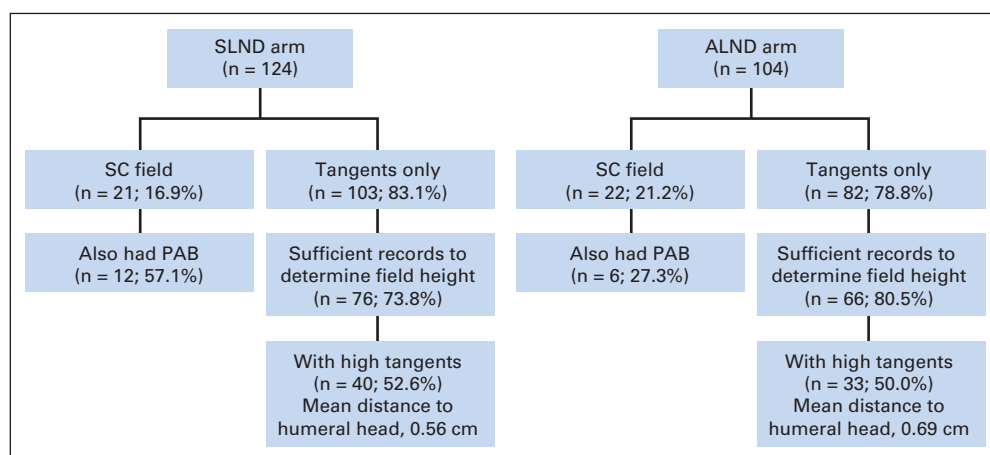 SLND arm
(n = 124)
SC field
(n = 21; 16.9%)
Tangents only
(n = 103; 83.1%)
Also had PAB
(n = 12; 57.1%)
Sufficient records to
determine field height
(n = 76; 73.8%)
With high tangents
(n = 40; 52.6%)
Mean distance to
humeral head, 0.56 cm
ALND arm
(n = 104)
SC field
(n = 22; 21.2%)
Tangents only
(n = 82; 78.8%)
Also had PAB
(n = 6; 27.3%)
Sufficient records to
determine field height
(n = 66; 80.5%)
With high tangents
(n = 33; 50.0%)
Mean distance to
humeral head, 0.69 cm